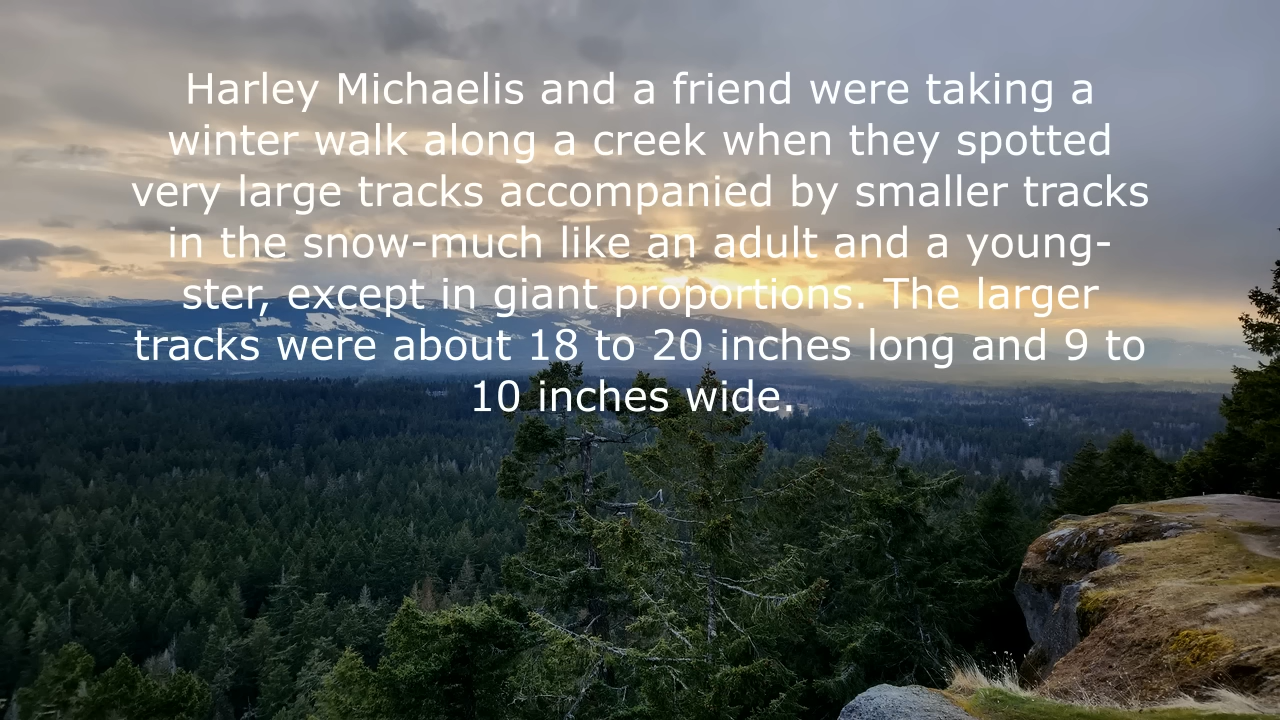 Harley Michaelis and a friend were taking a
winter walk along a creek when they spotted
very large tracks accompanied by smaller tracks
in the snow-much like an adult and a young-
ster, except in giant proportions. The larger
tracks were about 18 to 20 inches long and 9 to
10 inches wide.